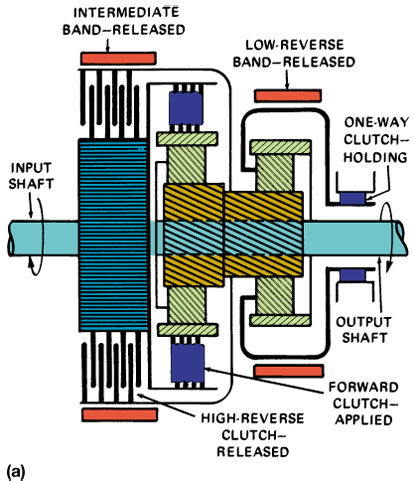 INTERMEDIATE
BAND–RELEASED
LOW-REVERSE
BAND–RELEASED
ONE-WAY
CLUTCH–
HOLDING
INPUT
SHAFT
OUTPUT
SHAFT
FORWARD
CLUTCH–
APPLIED
HIGH-REVERSE
CLUTCH–
RELEASED
(a)